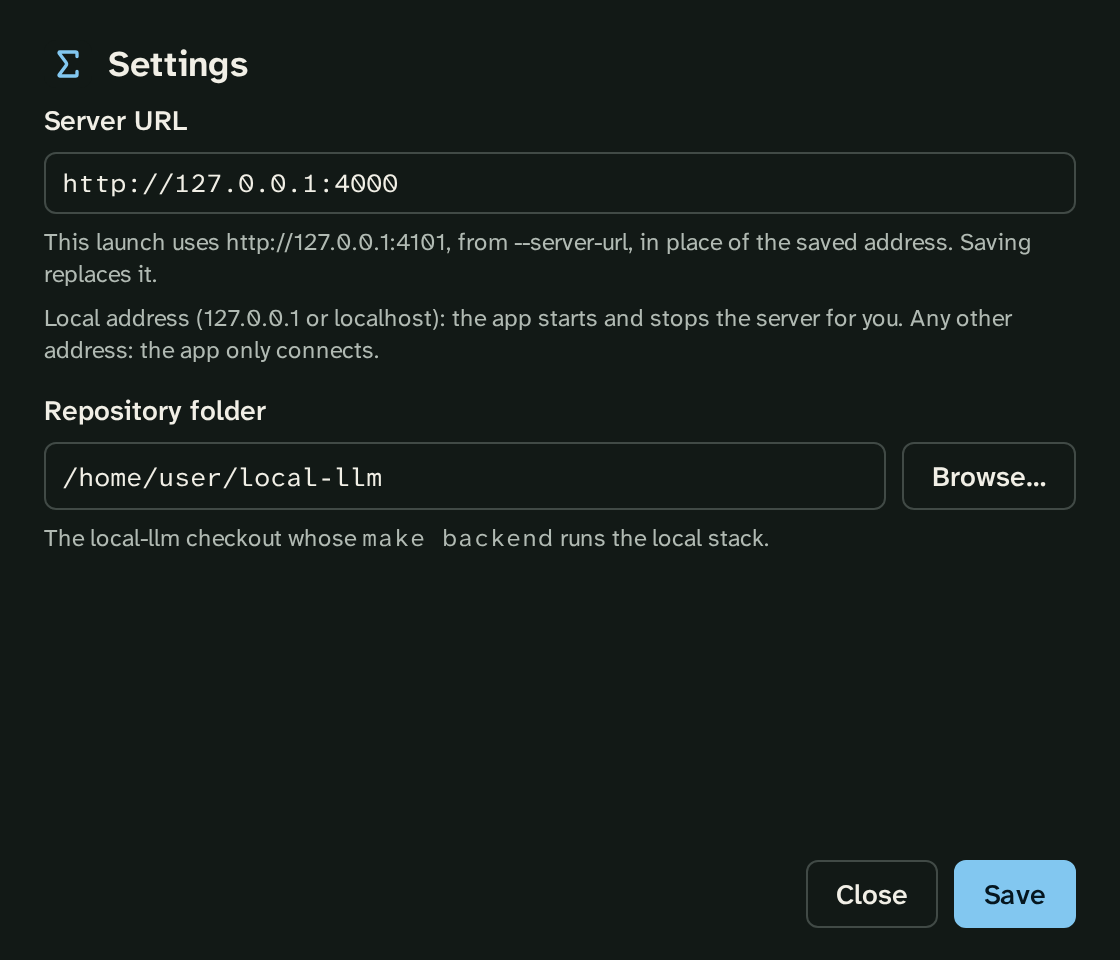 Σ Settings
Server URL
http://127.0.0.1:4000
This launch uses http://127.0.0.1:4101, from --server-url, in place of the saved address. Saving
replaces it.
Local address (127.0.0.1 or localhost): the app starts and stops the server for you. Any other
address: the app only connects.
Repository folder
/home/user/local-llm
Browse...
The local-llm checkout whose make backend runs the local stack.
Close
Save